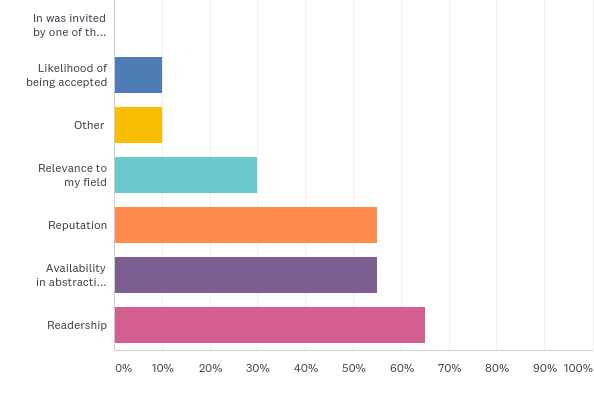 In was invited
by one of th...
Likelihood of
being accepted
Other
Relevance to
my field
Reputation
Availability
in abstracti...
Readership
0% 10% 20% 30% 40% 50% 60% 70% 80% 90% 100%